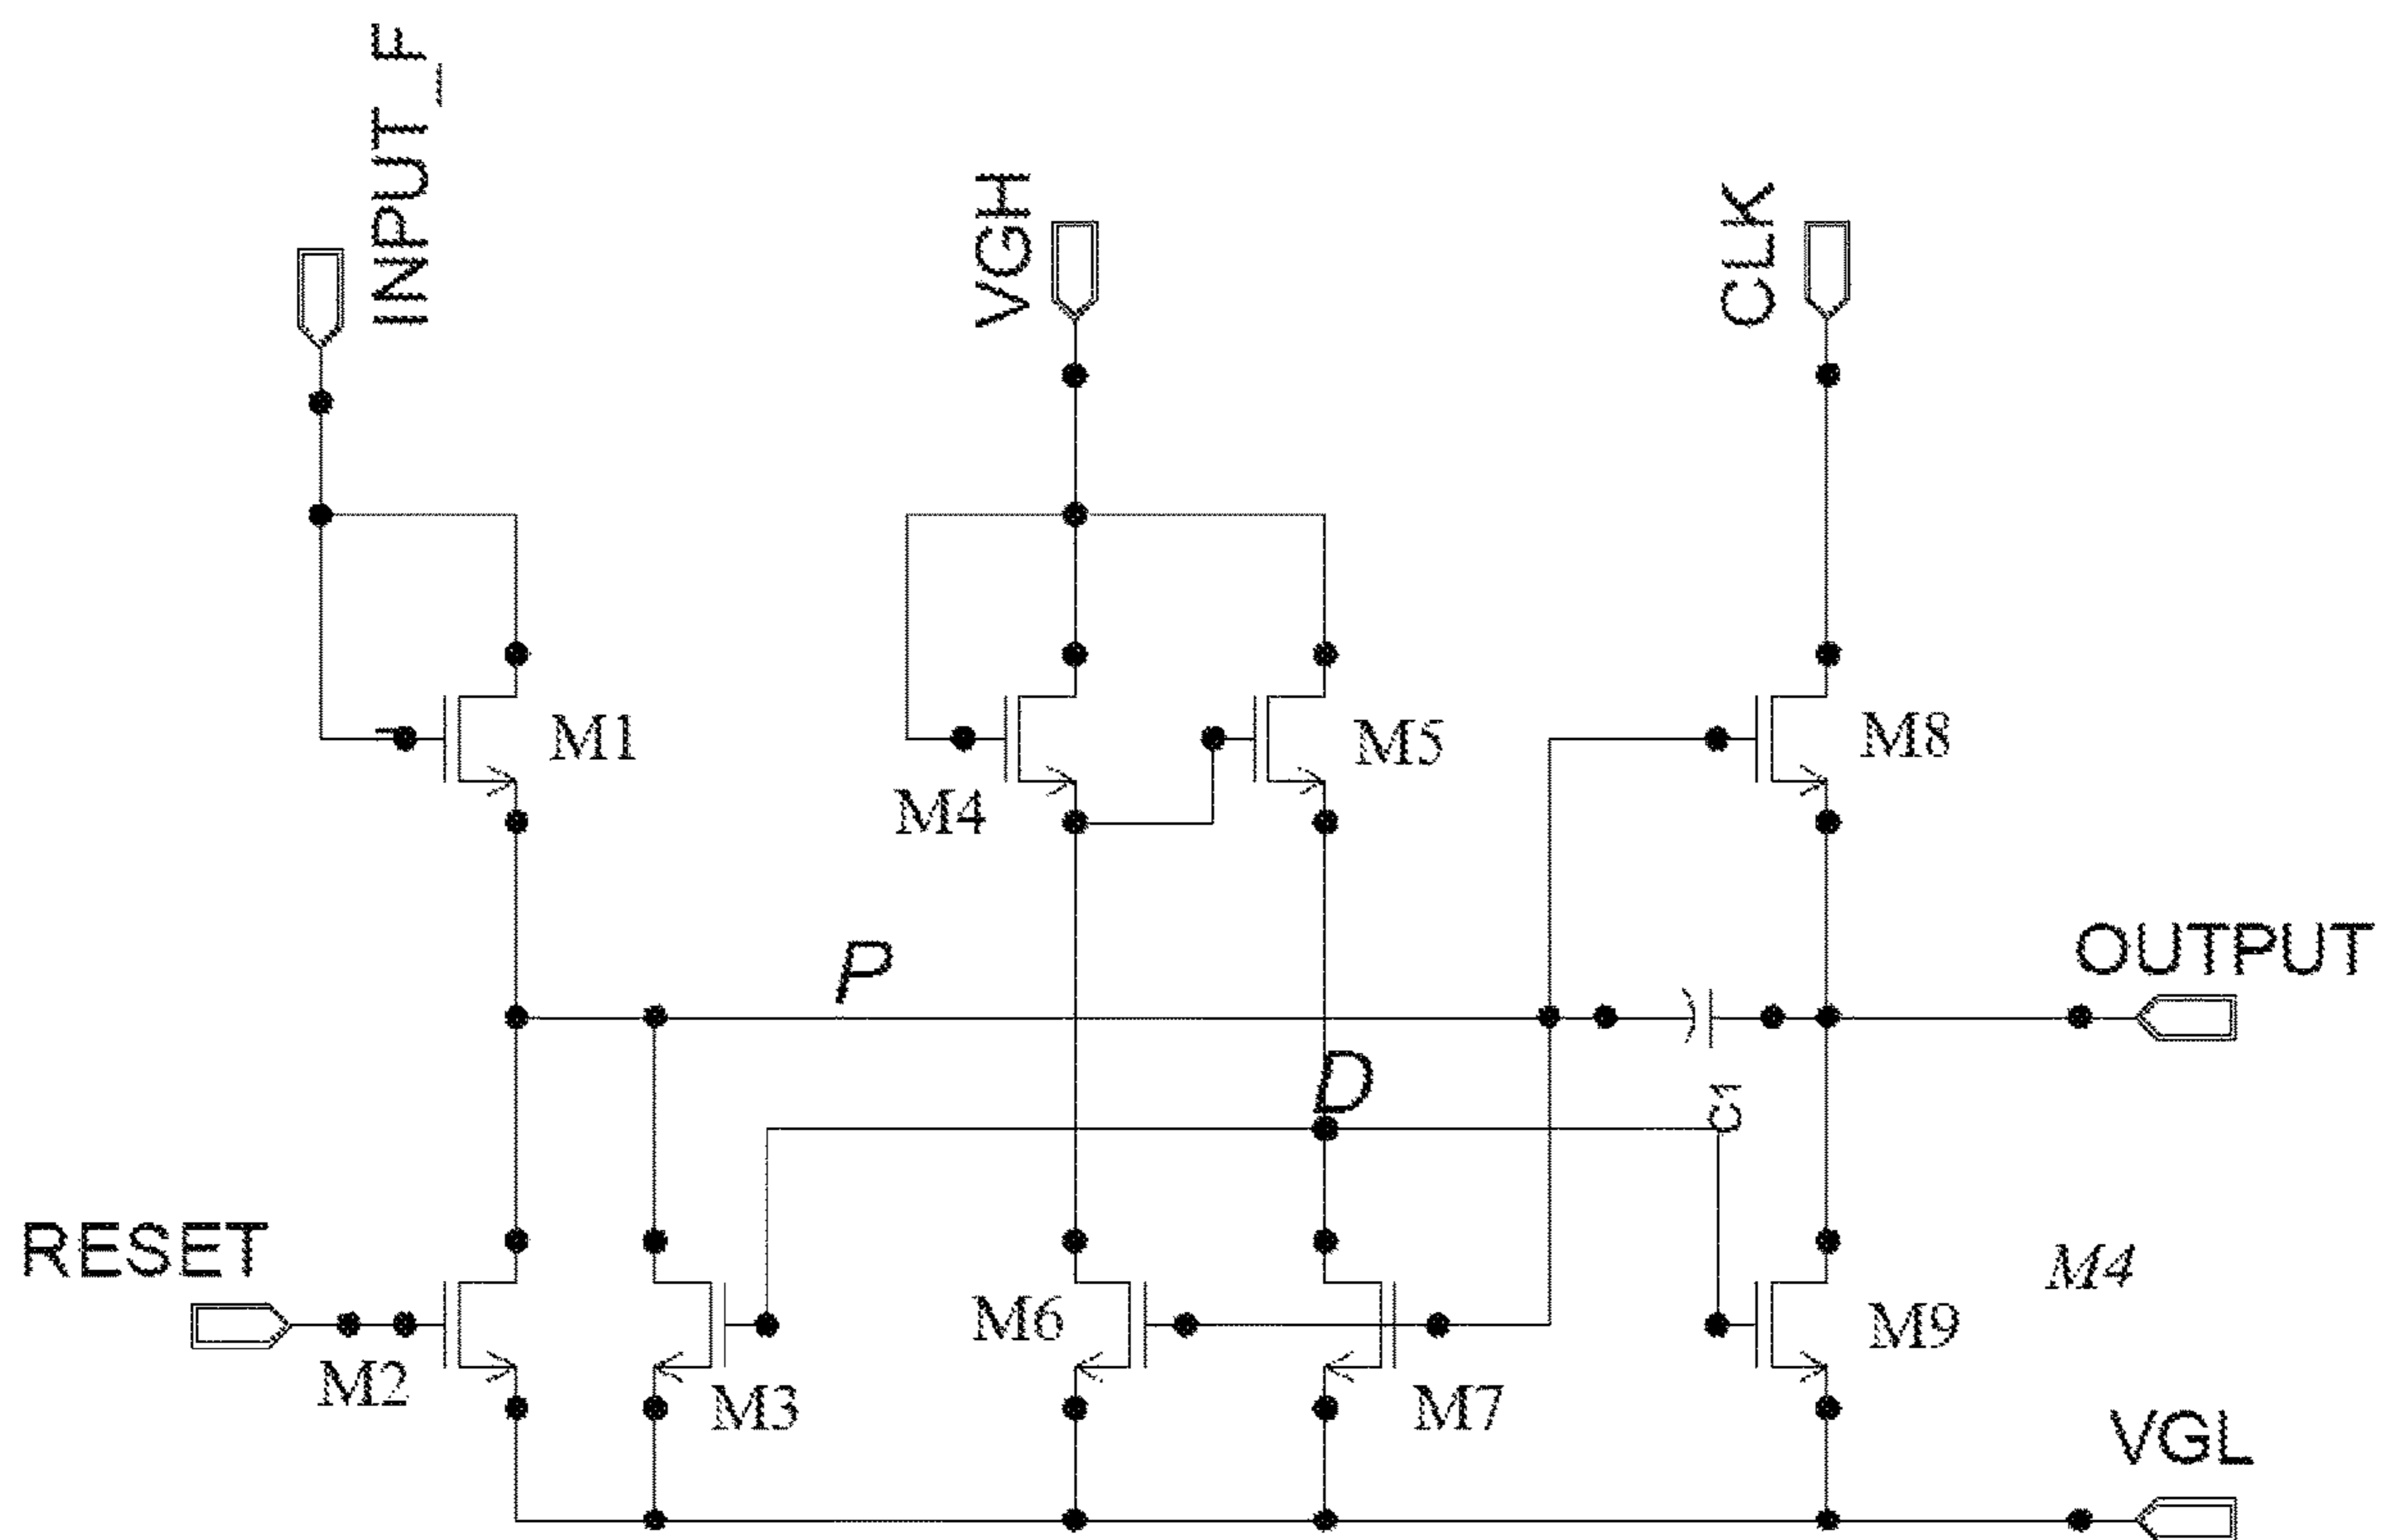 INPUT_F
VGH
CLK
M1
M4
M5
M8
P
OUTPUT
D
C1
RESET
M2
M3
M6
M7
M4
M9
VGL